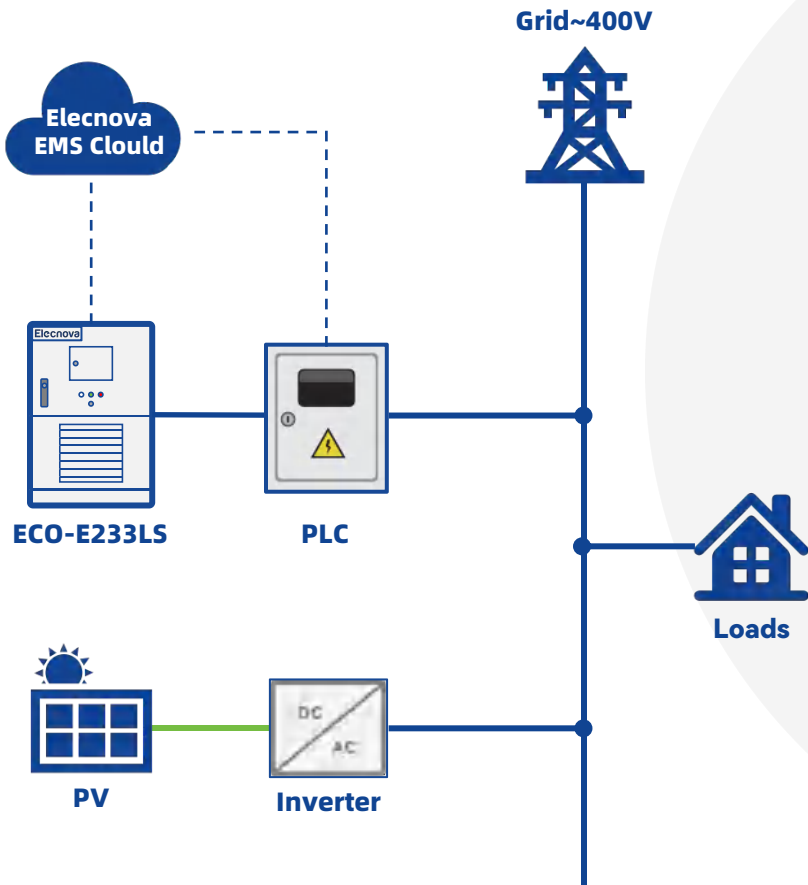 Grid~400V
Elecnova
EMS Clould
Elecnova
ECO-E233LS
PLC
Loads
DC
AC
PV
Inverter